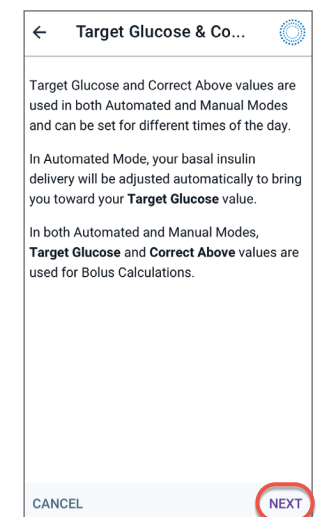 Target Glucose & Co...
Target Glucose and Correct Above values are
used in both Automated and Manual Modes
and can be set for different times of the day.
In Automated Mode, your basal insulin
delivery will be adjusted automatically to bring
you toward your Target Glucose value.
In both Automated and Manual Modes,
Target Glucose and Correct Above values are
used for Bolus Calculations.
CANCEL
NEXT